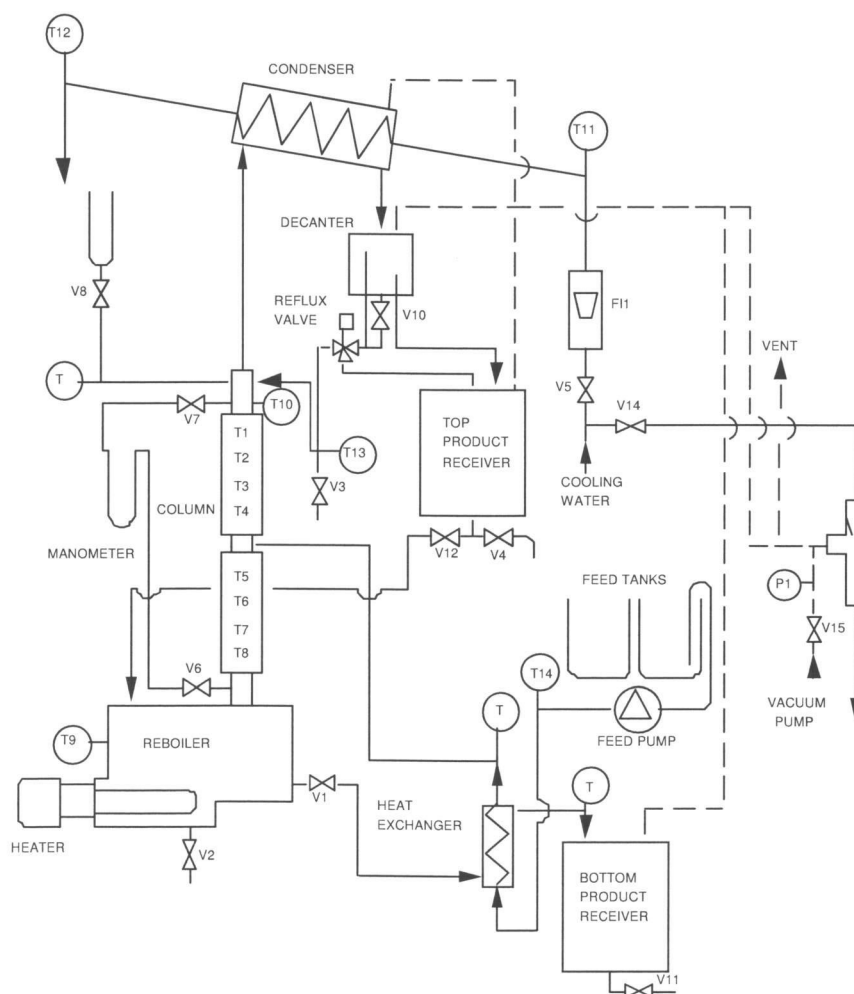 T12
CONDENSER
T11
DECANTER
V8
REFLUX
VALVE
V10
FI1
VENT
T
V7
T10
V5
V14
T1
T2
T3
T4
COLUMN
TOP
PRODUCT
RECEIVER
T13
V3
COOLING
WATER
MANOMETER
V12
V4
T5
T6
T7
T8
FEED TANKS
P1
V15
V6
T14
VACUUM
PUMP
T
FEED PUMP
T9
REBOILER
V1
HEAT
EXCHANGER
T
HEATER
V2
BOTTOM
PRODUCT
RECEIVER
V11